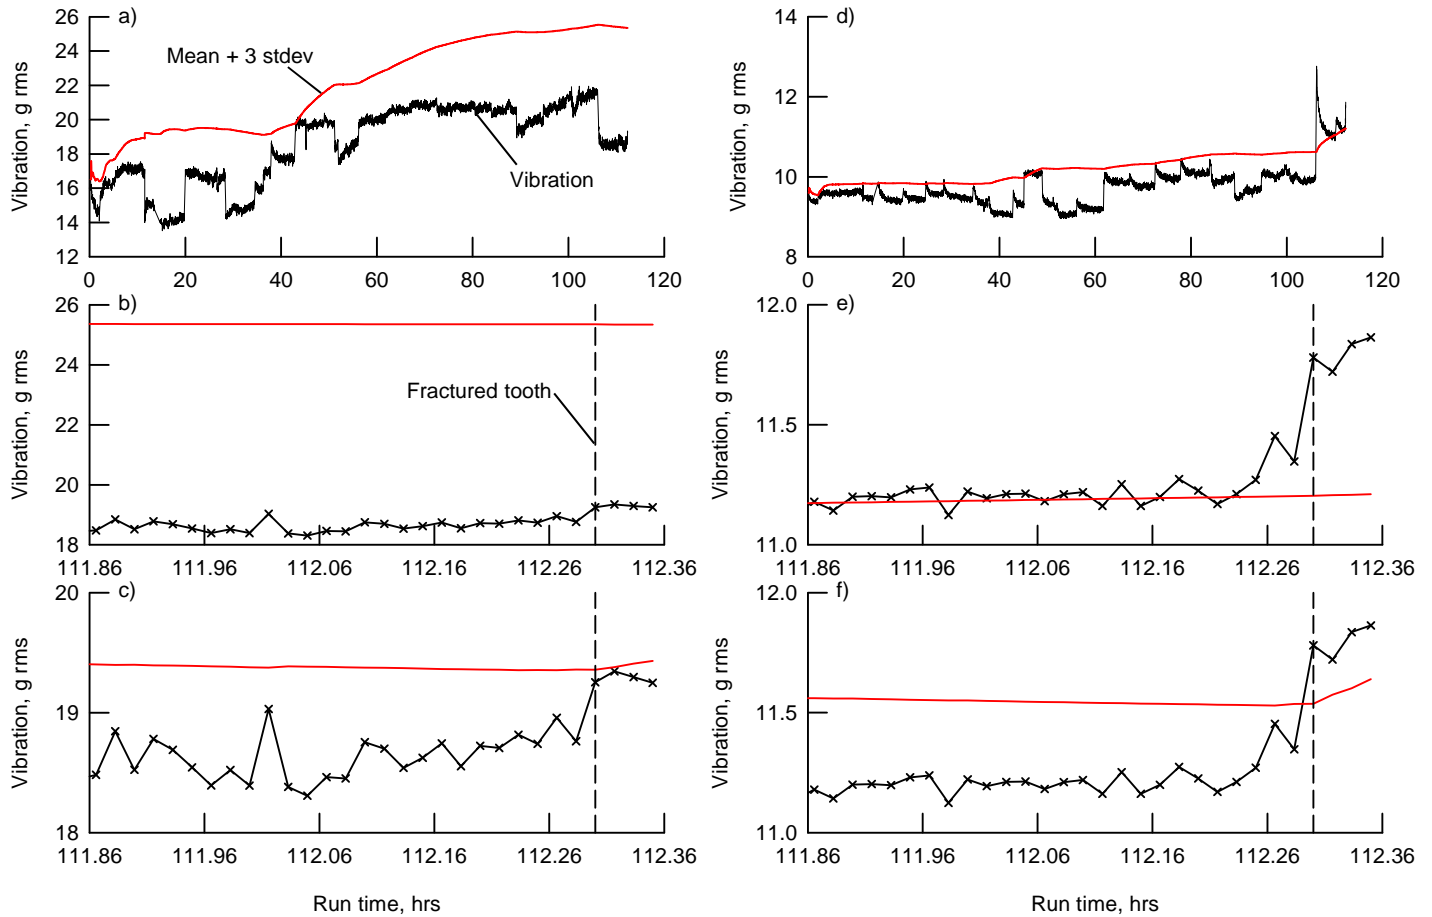 a)
Vibration, g rms
26
24
22
20
18
16
14
12
Mean + 3 stdev
Vibration
0 20 40 60 80 100 120
d)
Vibration, g rms
14
12
10
8
0 20 40 60 80 100 120
b)
Vibration, g rms
26
24
22
20
18
Fractured tooth
111.86 111.96 112.06 112.16 112.26 112.36
e)
Vibration, g rms
12.0
11.5
11.0
111.86 111.96 112.06 112.16 112.26 112.36
c)
Vibration, g rms
20
19
18
111.86 111.96 112.06 112.16 112.26 112.36
Run time, hrs
f)
Vibration, g rms
12.0
11.5
11.0
111.86 111.96 112.06 112.16 112.26 112.36
Run time, hrs